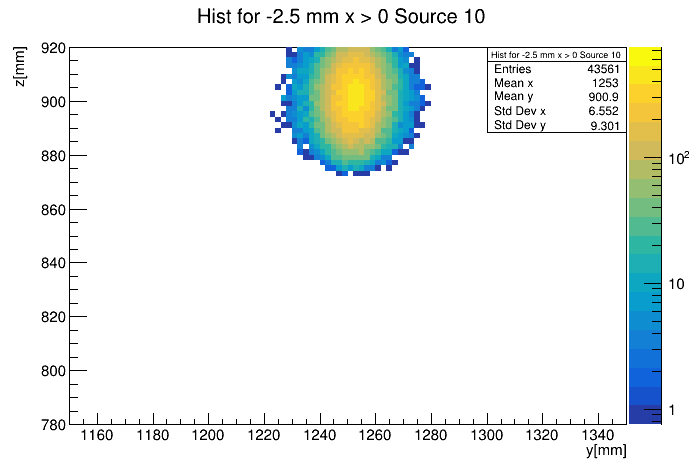 Hist for -2.5 mm x > 0 Source 10
z[mm]
920
900
880
860
840
820
800
780
1160 1180 1200 1220 1240 1260 1280 1300 1320 1340
y[mm]
Hist for -2.5 mm x > 0 Source 10
Entries 43561
Mean x 1253
Mean y 900.9
Std Dev x 6.552
Std Dev y 9.301
10²
10
1